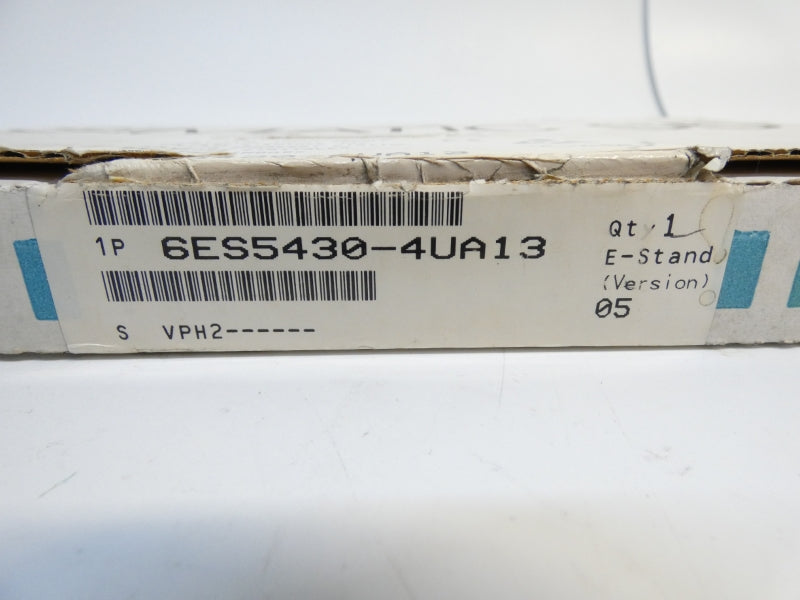 1P 6ES5430-4UA13
S VPH2------
Qty 1
E-Stand
(Version)
05